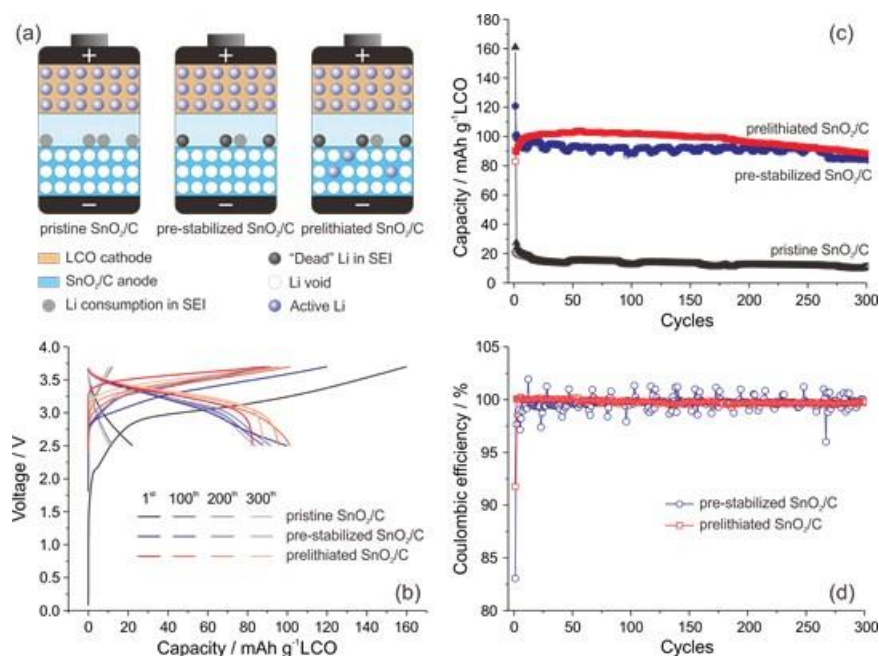 (a)
+ + +
− − −
pristine SnO₂/C pre-stabilized SnO₂/C prelithiated SnO₂/C
LCO cathode
SnO₂/C anode
Li consumption in SEI
"Dead" Li in SEI
Li void
Active Li
4.0
3.5
3.0
2.5
2.0
1.5
1.0
0.5
0.0
Voltage / V
1st 100th 200th 300th
pristine SnO₂/C
pre-stabilized SnO₂/C
prelithiated SnO₂/C
(b)
0 20 40 60 80 100 120 140 160
Capacity / mAh g⁻¹LCO
(c)
180
160
140
120
100
80
60
40
20
0
Capacity / mAh g⁻¹LCO
prelithiated SnO₂/C
pre-stabilized SnO₂/C
pristine SnO₂/C
0 50 100 150 200 250 300
Cycles
105
100
95
90
85
80
Coulombic efficiency / %
pre-stabilized SnO₂/C
prelithiated SnO₂/C
(d)
0 50 75 150 200 250 300
Cycles